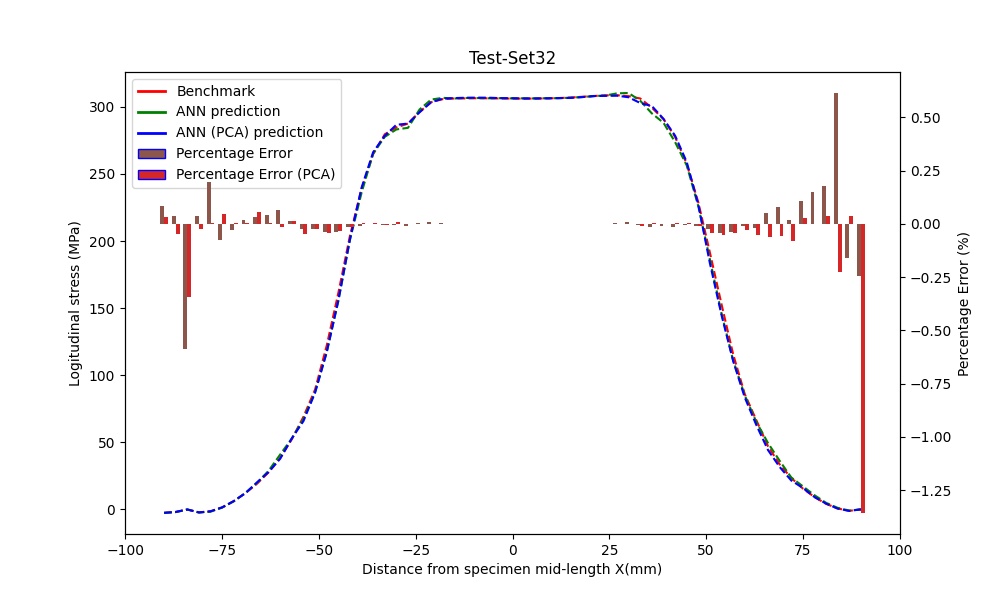 Test-Set32
Benchmark
ANN prediction
ANN (PCA) prediction
Percentage Error
Percentage Error (PCA)
Logitudinal stress (MPa)
300
250
200
150
100
50
0
0.50
0.25
0.00
−0.25
−0.50
−0.75
−1.00
−1.25
Percentage Error (%)
−100 −75 −50 −25 0 25 50 75 100
Distance from specimen mid-length X(mm)